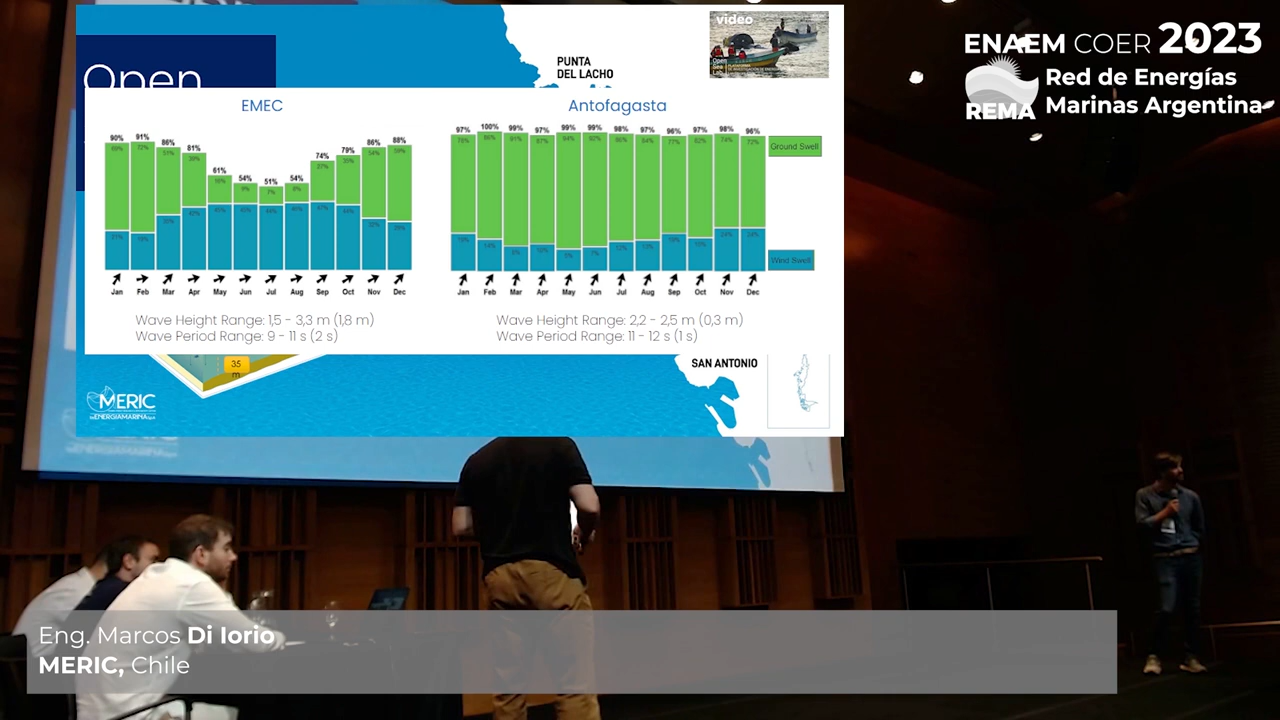 Open
PUNTA
DEL LACHO
video
Open
Sea
Lab
ENAEM COER 2023
Red de Energías
REMA Marinas Argentina
EMEC
90% 91% 86% 81% 61% 54% 51% 54% 74% 79% 86% 88%
Jan Feb Mar Apr May Jun Jul Aug Sep Oct Nov Dec
Wave Height Range: 1,5 - 3,3 m (1,8 m)
Wave Period Range: 9 - 11 s (2 s)
Antofagasta
97% 100% 99% 97% 99% 99% 98% 97% 96% 97% 98% 96%
Ground Swell
Wind Swell
Jan Feb Mar Apr May Jun Jul Aug Sep Oct Nov Dec
Wave Height Range: 2,2 - 2,5 m (0,3 m)
Wave Period Range: 11 - 12 s (1 s)
35
m
SAN ANTONIO
MERIC
Eng. Marcos Di Iorio
MERIC, Chile